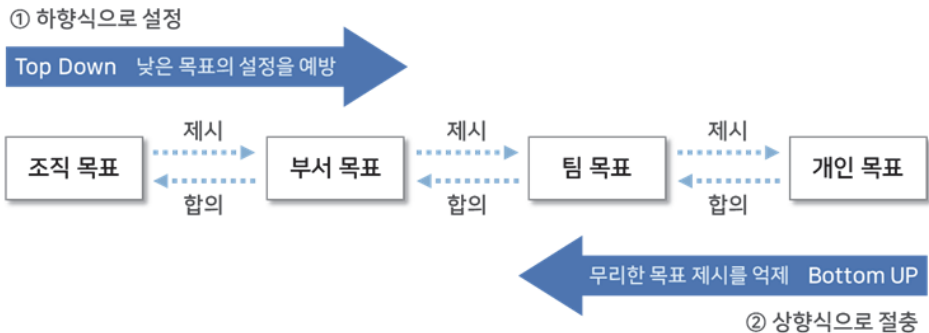 ① 하향식으로 설정
Top Down 낮은 목표의 설정을 예방
제시 제시 제시
조직 목표 부서 목표 팀 목표 개인 목표
합의 합의 합의
무리한 목표 제시를 억제 Bottom UP
② 상향식으로 절충